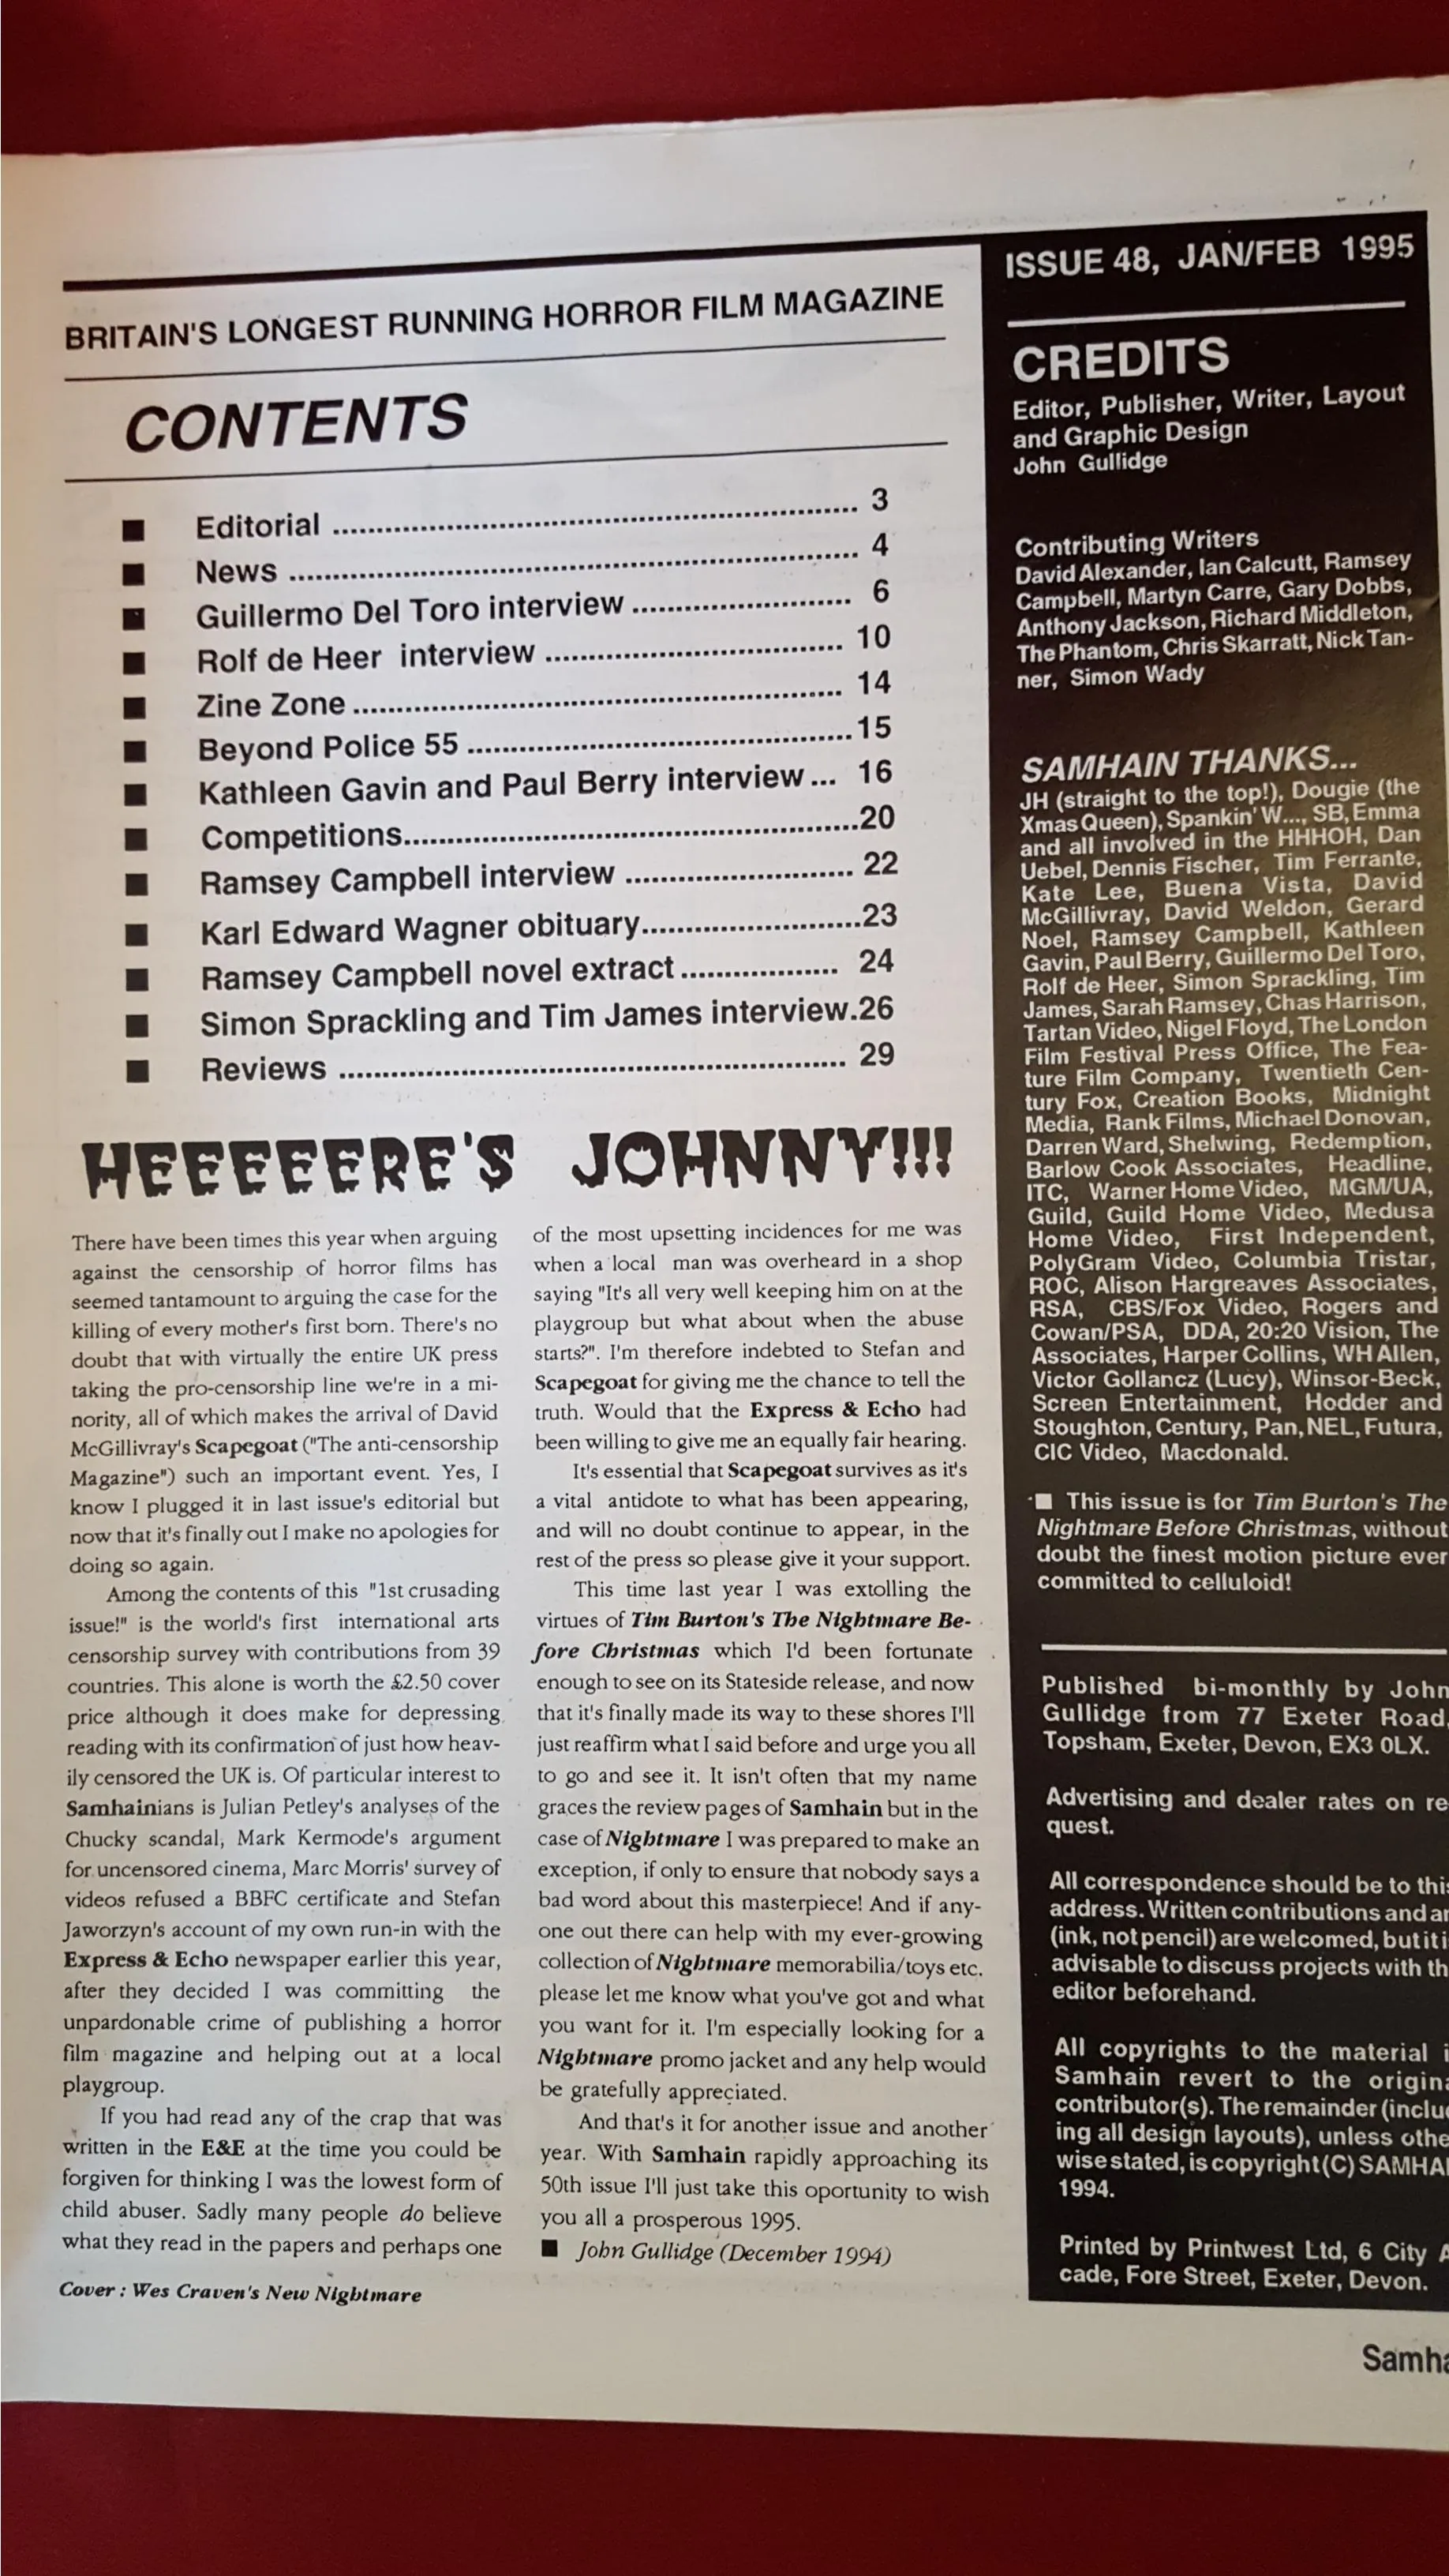 BRITAIN'S LONGEST RUNNING HORROR FILM MAGAZINE
CONTENTS
■ Editorial ............................................................ 3
■ News ................................................................. 4
■ Guillermo Del Toro interview ......................... 6
■ Rolf de Heer interview .................................. 10
■ Zine Zone ......................................................... 14
■ Beyond Police 55 ............................................15
■ Kathleen Gavin and Paul Berry interview ... 16
■ Competitions....................................................20
■ Ramsey Campbell interview .......................... 22
■ Karl Edward Wagner obituary.........................23
■ Ramsey Campbell novel extract .................. 24
■ Simon Sprackling and Tim James interview.26
■ Reviews .......................................................... 29
HEEEEEERE'S JOHNNY!!!
There have been times this year when arguing
against the censorship of horror films has
seemed tantamount to arguing the case for the
killing of every mother's first born. There's no
doubt that with virtually the entire UK press
taking the pro-censorship line we're in a mi-
nority, all of which makes the arrival of David
McGillivray's Scapegoat ("The anti-censorship
Magazine") such an important event. Yes, I
know I plugged it in last issue's editorial but
now that it's finally out I make no apologies for
doing so again.
Among the contents of this "1st crusading
issue!" is the world's first international arts
censorship survey with contributions from 39
countries. This alone is worth the £2.50 cover
price although it does make for depressing
reading with its confirmation of just how heav-
ily censored the UK is. Of particular interest to
Samhainians is Julian Petley's analyses of the
Chucky scandal, Mark Kermode's argument
for uncensored cinema, Marc Morris' survey of
videos refused a BBFC certificate and Stefan
Jaworzyn's account of my own run-in with the
Express & Echo newspaper earlier this year,
after they decided I was committing the
unpardonable crime of publishing a horror
film magazine and helping out at a local
playgroup.
If you had read any of the crap that was
written in the E&E at the time you could be
forgiven for thinking I was the lowest form of
child abuser. Sadly many people do believe
what they read in the papers and perhaps one
Cover : Wes Craven's New Nightmare
of the most upsetting incidences for me was
when a local man was overheard in a shop
saying "It's all very well keeping him on at the
playgroup but what about when the abuse
starts?". I'm therefore indebted to Stefan and
Scapegoat for giving me the chance to tell the
truth. Would that the Express & Echo had
been willing to give me an equally fair hearing.
It's essential that Scapegoat survives as it's
a vital antidote to what has been appearing,
and will no doubt continue to appear, in the
rest of the press so please give it your support.
This time last year I was extolling the
virtues of Tim Burton's The Nightmare Be-
fore Christmas which I'd been fortunate
enough to see on its Stateside release, and now
that it's finally made its way to these shores I'll
just reaffirm what I said before and urge you all
to go and see it. It isn't often that my name
graces the review pages of Samhain but in the
case of Nightmare I was prepared to make an
exception, if only to ensure that nobody says a
bad word about this masterpiece! And if any-
one out there can help with my ever-growing
collection of Nightmare memorabilia/toys etc.
please let me know what you've got and what
you want for it. I'm especially looking for a
Nightmare promo jacket and any help would
be gratefully appreciated.
And that's it for another issue and another
year. With Samhain rapidly approaching its
50th issue I'll just take this oportunity to wish
you all a prosperous 1995.
■ John Gullidge (December 1994)
ISSUE 48, JAN/FEB 1995
CREDITS
Editor, Publisher, Writer, Layout
and Graphic Design
John Gullidge
Contributing Writers
David Alexander, Ian Calcutt, Ramsey
Campbell, Martyn Carre, Gary Dobbs,
Anthony Jackson, Richard Middleton,
The Phantom, Chris Skarratt, Nick Tan-
ner, Simon Wady
SAMHAIN THANKS...
JH (straight to the top!), Dougie (the
Xmas Queen), Spankin' W..., SB, Emma
and all involved in the HHHOH, Dan
Uebel, Dennis Fischer, Tim Ferrante,
Kate Lee, Buena Vista, David
McGillivray, David Weldon, Gerard
Noel, Ramsey Campbell, Kathleen
Gavin, Paul Berry, Guillermo Del Toro,
Rolf de Heer, Simon Sprackling, Tim
James, Sarah Ramsey, Chas Harrison,
Tartan Video, Nigel Floyd, The London
Film Festival Press Office, The Fea-
ture Film Company, Twentieth Cen-
tury Fox, Creation Books, Midnight
Media, Rank Films, Michael Donovan,
Darren Ward, Shelwing, Redemption,
Barlow Cook Associates, Headline,
ITC, Warner Home Video, MGM/UA,
Guild, Guild Home Video, Medusa
Home Video, First Independent,
PolyGram Video, Columbia Tristar,
ROC, Alison Hargreaves Associates,
RSA, CBS/Fox Video, Rogers and
Cowan/PSA, DDA, 20:20 Vision, The
Associates, Harper Collins, WH Allen,
Victor Gollancz (Lucy), Winsor-Beck,
Screen Entertainment, Hodder and
Stoughton, Century, Pan, NEL, Futura,
CIC Video, Macdonald.
■ This issue is for Tim Burton's The
Nightmare Before Christmas, without
doubt the finest motion picture ever
committed to celluloid!
Published bi-monthly by John
Gullidge from 77 Exeter Road,
Topsham, Exeter, Devon, EX3 0LX.
Advertising and dealer rates on re
quest.
All correspondence should be to this
address. Written contributions and ar
(ink, not pencil) are welcomed, but it i
advisable to discuss projects with th
editor beforehand.
All copyrights to the material i
Samhain revert to the origina
contributor(s). The remainder (inclu
ing all design layouts), unless othe
wise stated, is copyright (C) SAMHA
1994.
Printed by Printwest Ltd, 6 City A
cade, Fore Street, Exeter, Devon.
Samha